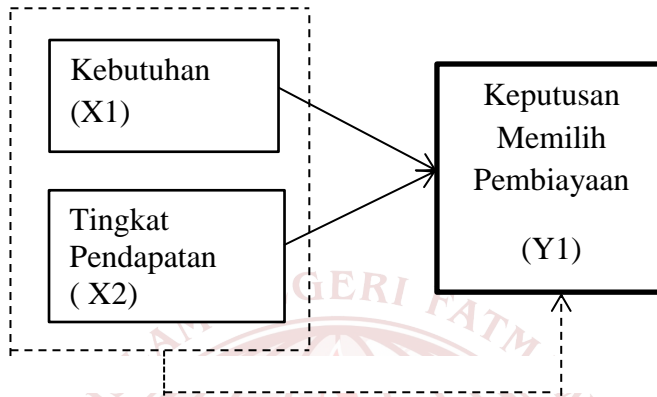 Kebutuhan
(X1)
Tingkat
Pendapatan
( X2)
Keputusan
Memilih
Pembiayaan
(Y1)